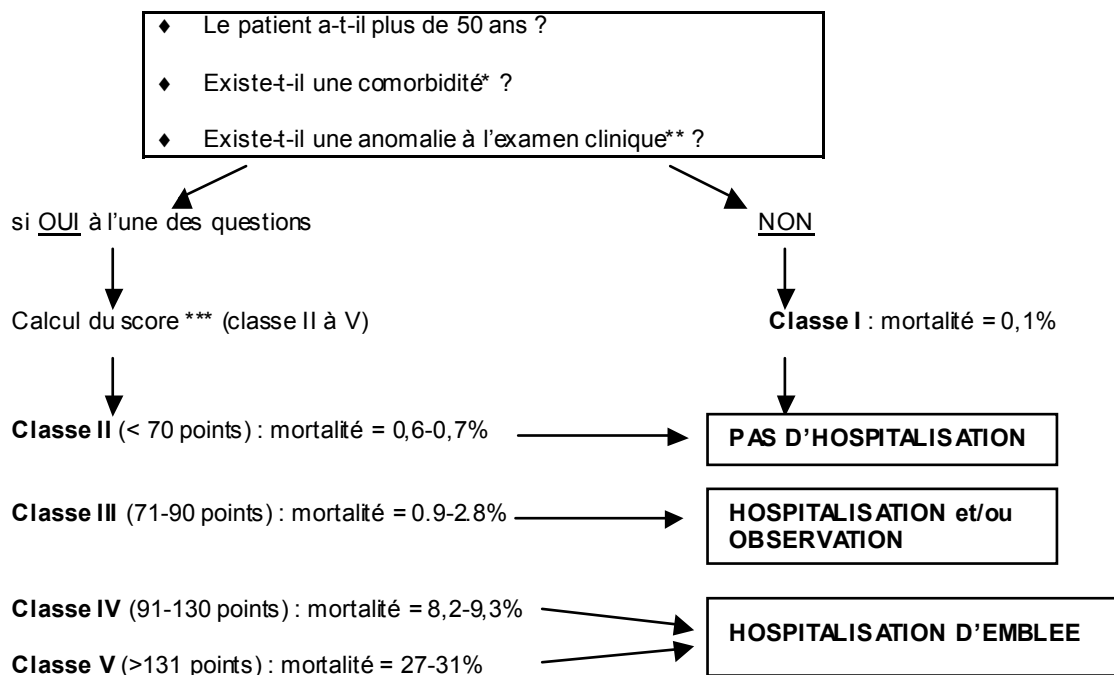 ♦ Le patient a-t-il plus de 50 ans ?
♦ Existe-t-il une comorbidité* ?
♦ Existe-t-il une anomalie à l'examen clinique** ?
si OUI à l'une des questions
NON
Calcul du score *** (classe II à V)
Classe I : mortalité = 0,1%
Classe II (< 70 points) : mortalité = 0,6-0,7%
PAS D'HOSPITALISATION
Classe III (71-90 points) : mortalité = 0.9-2.8%
HOSPITALISATION et/ou
OBSERVATION
Classe IV (91-130 points) : mortalité = 8,2-9,3%
HOSPITALISATION D'EMBLEE
Classe V (>131 points) : mortalité = 27-31%